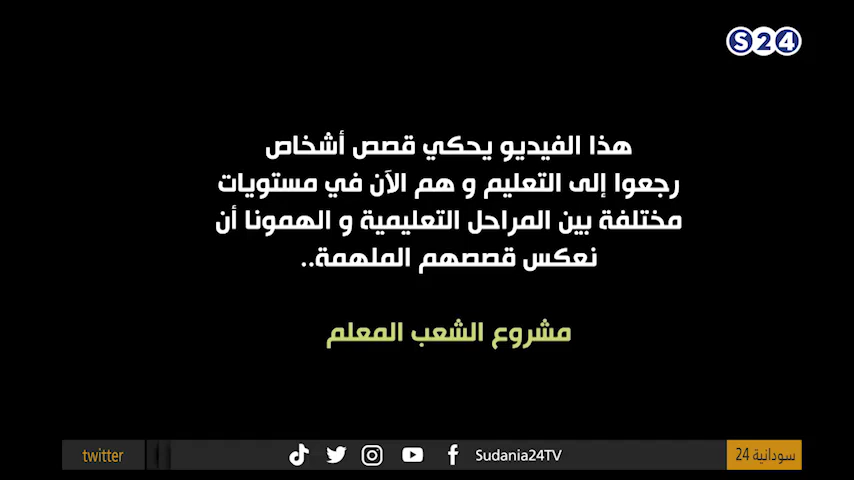 S24
هذا الفيديو يحكي قصص أشخاص
رجعوا إلى التعليم و هم الآن في مستويات
مختلفة بين المراحل التعليمية و الهمونا أن
نعكس قصصهم الملهمة..
مشروع الشعب المعلم
twitter
Sudania24TV
سودانية 24